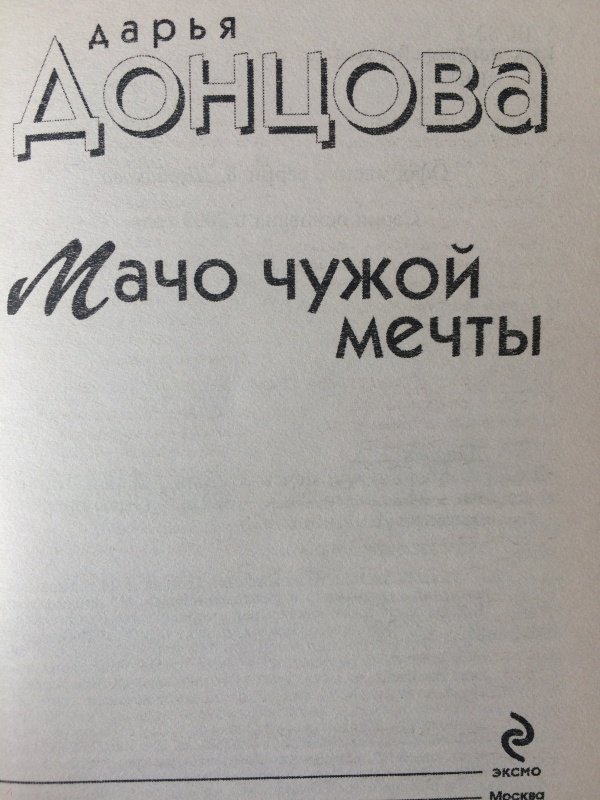 дарья
Донцова
Мачо чужой
мечты
эксмо
Москва